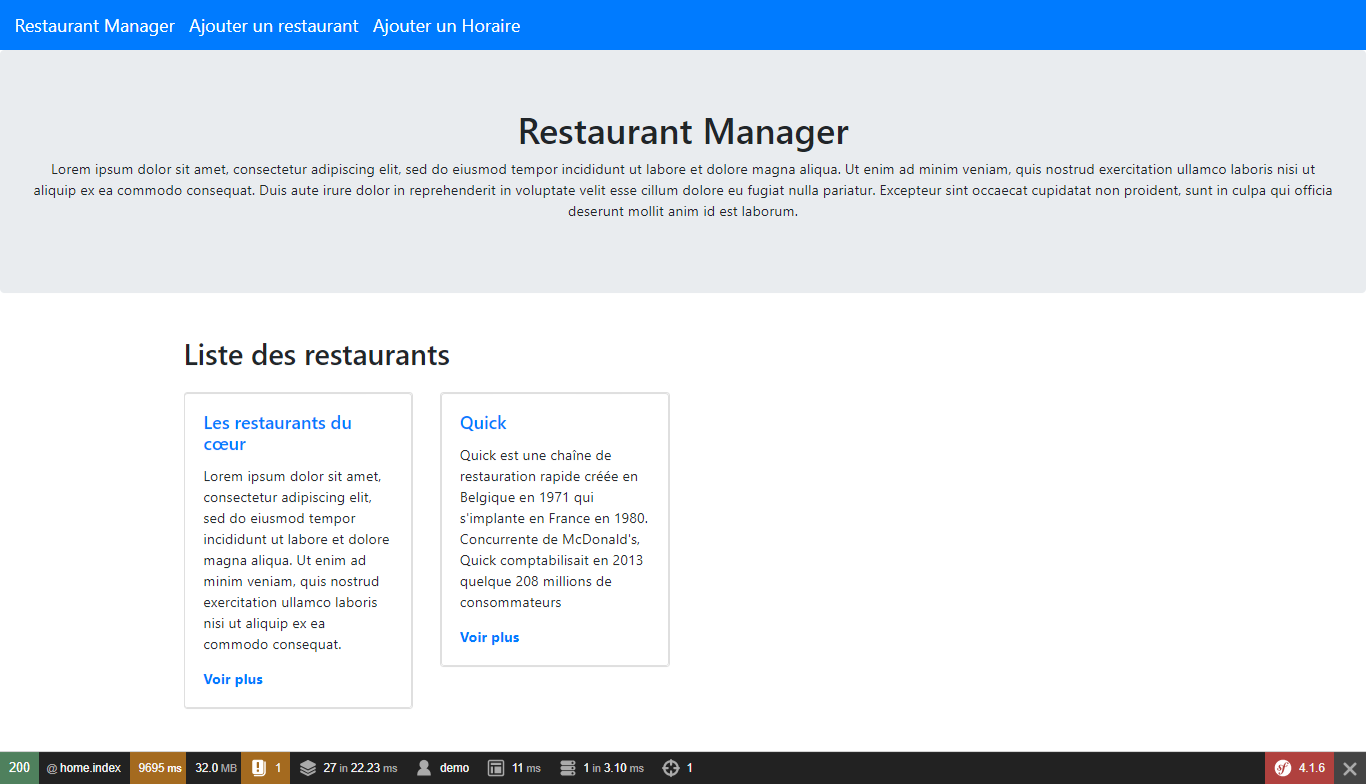 Restaurant Manager Ajouter un restaurant Ajouter un Horaire
Restaurant Manager
Lorem ipsum dolor sit amet, consectetur adipiscing elit, sed do eiusmod tempor incididunt ut labore et dolore magna aliqua. Ut enim ad minim veniam, quis nostrud exercitation ullamco laboris nisi ut
aliquip ex ea commodo consequat. Duis aute irure dolor in reprehenderit in voluptate velit esse cillum dolore eu fugiat nulla pariatur. Excepteur sint occaecat cupidatat non proident, sunt in culpa qui officia
deserunt mollit anim id est laborum.
Liste des restaurants
Les restaurants du
cœur
Lorem ipsum dolor sit amet,
consectetur adipiscing elit,
sed do eiusmod tempor
incididunt ut labore et dolore
magna aliqua. Ut enim ad
minim veniam, quis nostrud
exercitation ullamco laboris
nisi ut aliquip ex ea
commodo consequat.
Voir plus
Quick
Quick est une chaîne de
restauration rapide créée en
Belgique en 1971 qui
s'implante en France en 1980.
Concurrente de McDonald's,
Quick comptabilisait en 2013
quelque 208 millions de
consommateurs
Voir plus
200 @ home.index 9695 ms 32.0 MB 1 27 in 22.23 ms demo 11 ms 1 in 3.10 ms 1 sf 4.1.6